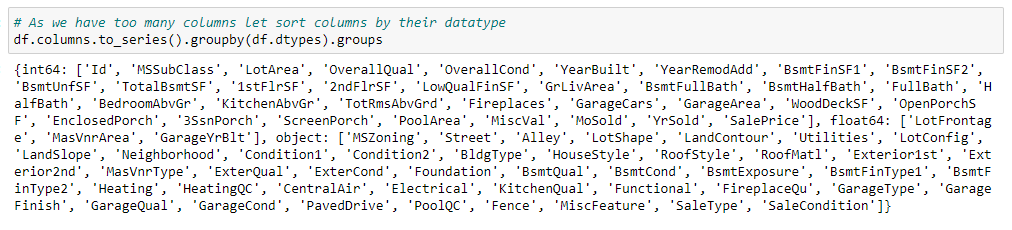 # As we have too many columns let sort columns by their datatype
df.columns.to_series().groupby(df.dtypes).groups
{int64: ['Id', 'MSSubClass', 'LotArea', 'OverallQual', 'OverallCond', 'YearBuilt', 'YearRemodAdd', 'BsmtFinSF1', 'BsmtFinSF2',
'BsmtUnfSF', 'TotalBsmtSF', '1stFlrSF', '2ndFlrSF', 'LowQualFinSF', 'GrLivArea', 'BsmtFullBath', 'BsmtHalfBath', 'FullBath', 'H
alfBath', 'BedroomAbvGr', 'KitchenAbvGr', 'TotRmsAbvGrd', 'Fireplaces', 'GarageCars', 'GarageArea', 'WoodDeckSF', 'OpenPorchS
F', 'EnclosedPorch', '3SsnPorch', 'ScreenPorch', 'PoolArea', 'MiscVal', 'MoSold', 'YrSold', 'SalePrice'], float64: ['LotFrontag
e', 'MasVnrArea', 'GarageYrBlt'], object: ['MSZoning', 'Street', 'Alley', 'LotShape', 'LandContour', 'Utilities', 'LotConfig',
'LandSlope', 'Neighborhood', 'Condition1', 'Condition2', 'BldgType', 'HouseStyle', 'RoofStyle', 'RoofMatl', 'Exterior1st', 'Ext
erior2nd', 'MasVnrType', 'ExterQual', 'ExterCond', 'Foundation', 'BsmtQual', 'BsmtCond', 'BsmtExposure', 'BsmtFinType1', 'BsmtF
inType2', 'Heating', 'HeatingQC', 'CentralAir', 'Electrical', 'KitchenQual', 'Functional', 'FireplaceQu', 'GarageType', 'Garage
Finish', 'GarageQual', 'GarageCond', 'PavedDrive', 'PoolQC', 'Fence', 'MiscFeature', 'SaleType', 'SaleCondition']}